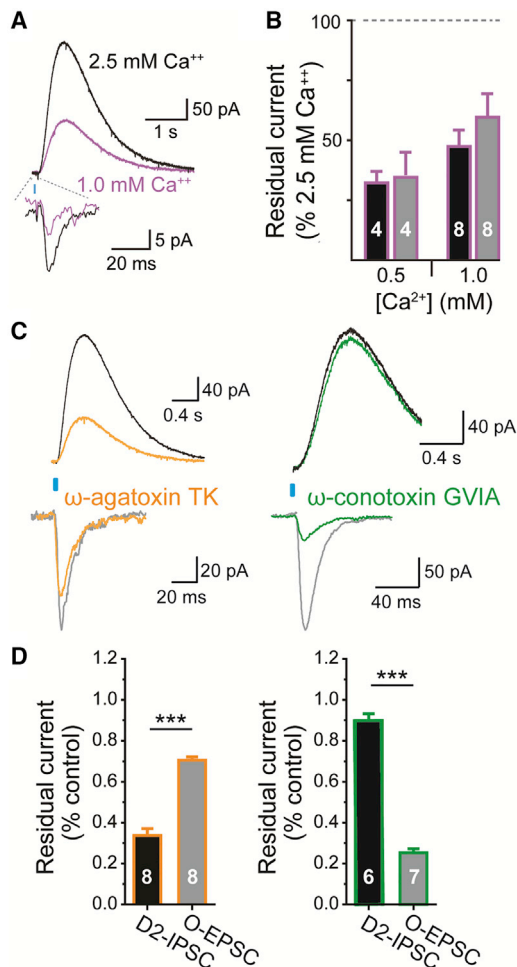 A
2.5 mM Ca⁺⁺
50 pA
1 s
1.0 mM Ca⁺⁺
5 pA
20 ms
B
Residual current
(% 2.5 mM Ca⁺⁺)
100
50
4
4
8
8
0.5
1.0
[Ca²⁺] (mM)
C
40 pA
0.4 s
40 pA
0.4 s
ω-agatoxin TK
ω-conotoxin GVIA
20 pA
20 ms
50 pA
40 ms
D
Residual current
(% control)
1.2
1.0
0.8
0.6
0.4
0.2
0
***
8
8
D2-IPSC
O-EPSC
Residual current
(% control)
1.2
1.0
0.8
0.6
0.4
0.2
0
***
6
7
D2-IPSC
O-EPSC